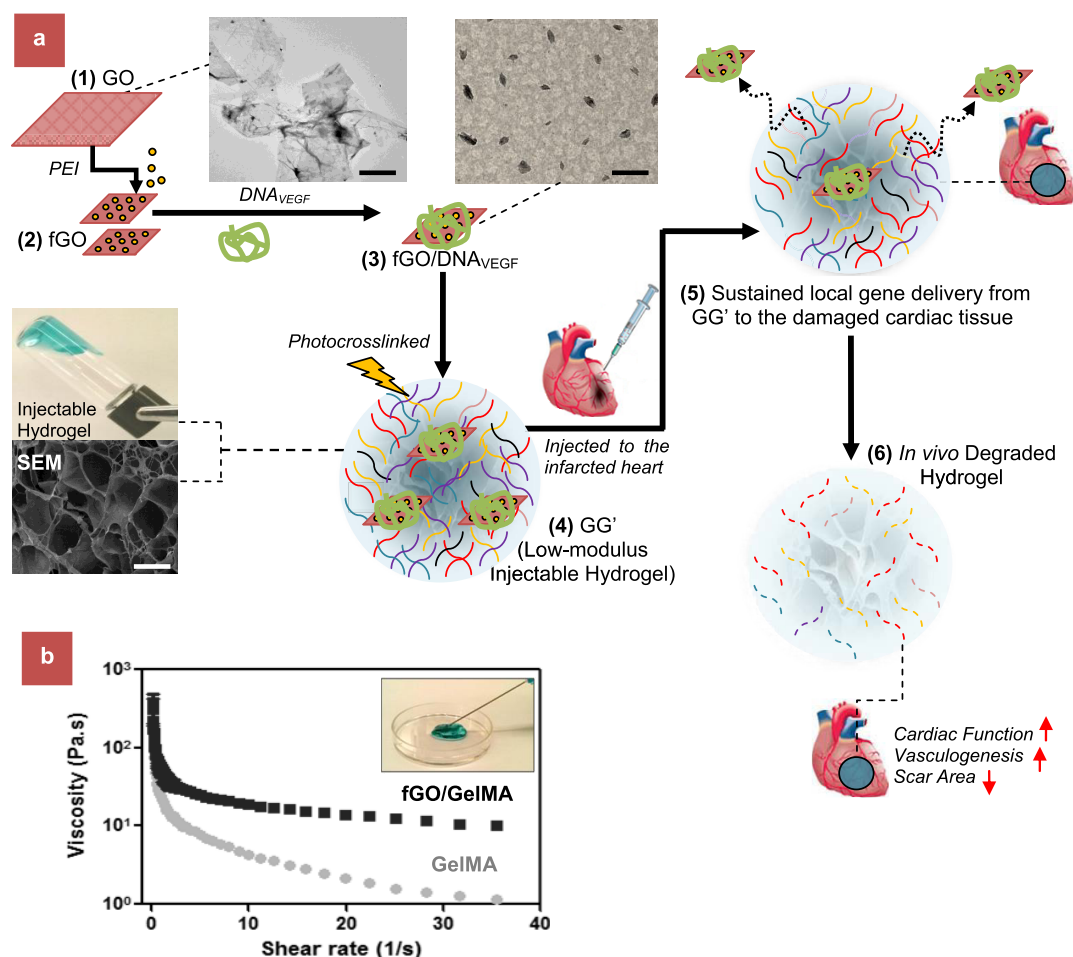 a
(1) GO
PEI
(2) fGO
DNAVEGF
(3) fGO/DNAVEGF
Photocrosslinked
Injectable
Hydrogel
SEM
(4) GG’
(Low-modulus
Injectable Hydrogel)
Injected to the
infarcted heart
(5) Sustained local gene delivery from
GG’ to the damaged cardiac tissue
(6) In vivo Degraded
Hydrogel
Cardiac Function
Vasculogenesis
Scar Area
b
Viscosity (Pa.s)
10³
10²
10¹
10⁰
fGO/GelMA
GelMA
0 10 20 30 40
Shear rate (1/s)